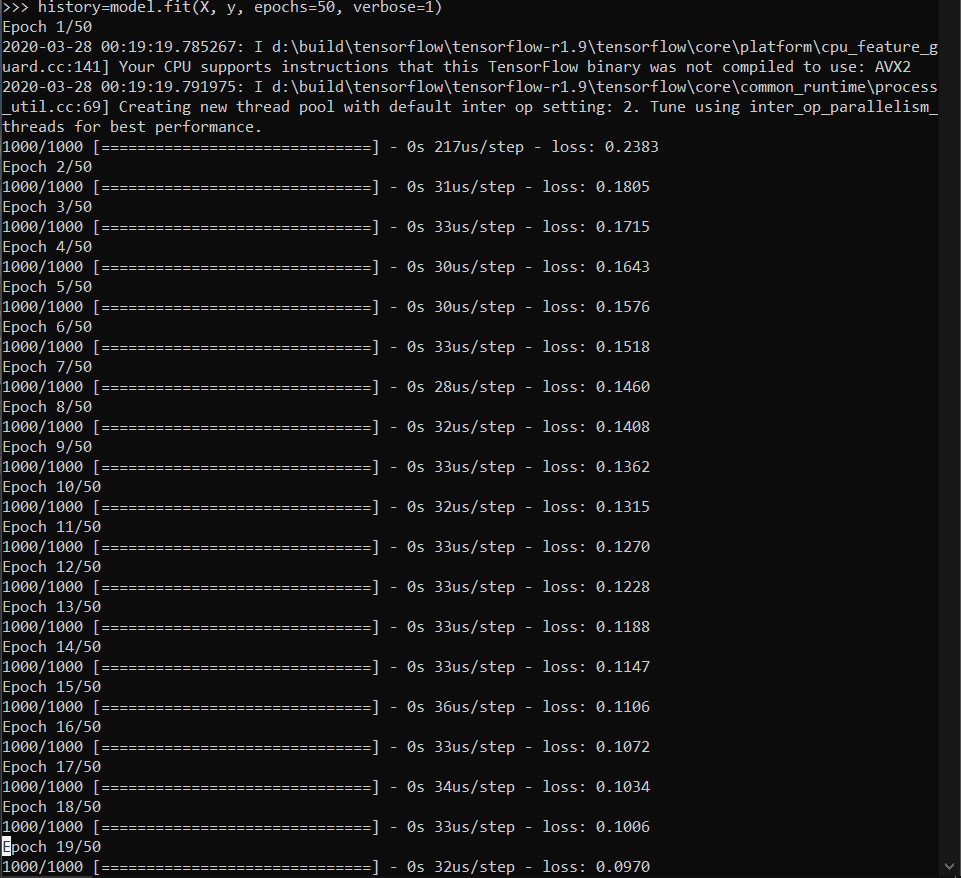 >>> history=model.fit(X, y, epochs=50, verbose=1)
Epoch 1/50
2020-03-28 00:19:19.785267: I d:\build\tensorflow\tensorflow-r1.9\tensorflow\core\platform\cpu_feature_g
uard.cc:141] Your CPU supports instructions that this TensorFlow binary was not compiled to use: AVX2
2020-03-28 00:19:19.791975: I d:\build\tensorflow\tensorflow-r1.9\tensorflow\core\common_runtime\process
_util.cc:69] Creating new thread pool with default inter op setting: 2. Tune using inter_op_parallelism_
threads for best performance.
1000/1000 [==============================] - 0s 217us/step - loss: 0.2383
Epoch 2/50
1000/1000 [==============================] - 0s 31us/step - loss: 0.1805
Epoch 3/50
1000/1000 [==============================] - 0s 33us/step - loss: 0.1715
Epoch 4/50
1000/1000 [==============================] - 0s 30us/step - loss: 0.1643
Epoch 5/50
1000/1000 [==============================] - 0s 30us/step - loss: 0.1576
Epoch 6/50
1000/1000 [==============================] - 0s 33us/step - loss: 0.1518
Epoch 7/50
1000/1000 [==============================] - 0s 28us/step - loss: 0.1460
Epoch 8/50
1000/1000 [==============================] - 0s 32us/step - loss: 0.1408
Epoch 9/50
1000/1000 [==============================] - 0s 33us/step - loss: 0.1362
Epoch 10/50
1000/1000 [==============================] - 0s 32us/step - loss: 0.1315
Epoch 11/50
1000/1000 [==============================] - 0s 33us/step - loss: 0.1270
Epoch 12/50
1000/1000 [==============================] - 0s 33us/step - loss: 0.1228
Epoch 13/50
1000/1000 [==============================] - 0s 33us/step - loss: 0.1188
Epoch 14/50
1000/1000 [==============================] - 0s 33us/step - loss: 0.1147
Epoch 15/50
1000/1000 [==============================] - 0s 36us/step - loss: 0.1106
Epoch 16/50
1000/1000 [==============================] - 0s 33us/step - loss: 0.1072
Epoch 17/50
1000/1000 [==============================] - 0s 34us/step - loss: 0.1034
Epoch 18/50
1000/1000 [==============================] - 0s 33us/step - loss: 0.1006
Epoch 19/50
1000/1000 [==============================] - 0s 32us/step - loss: 0.0970